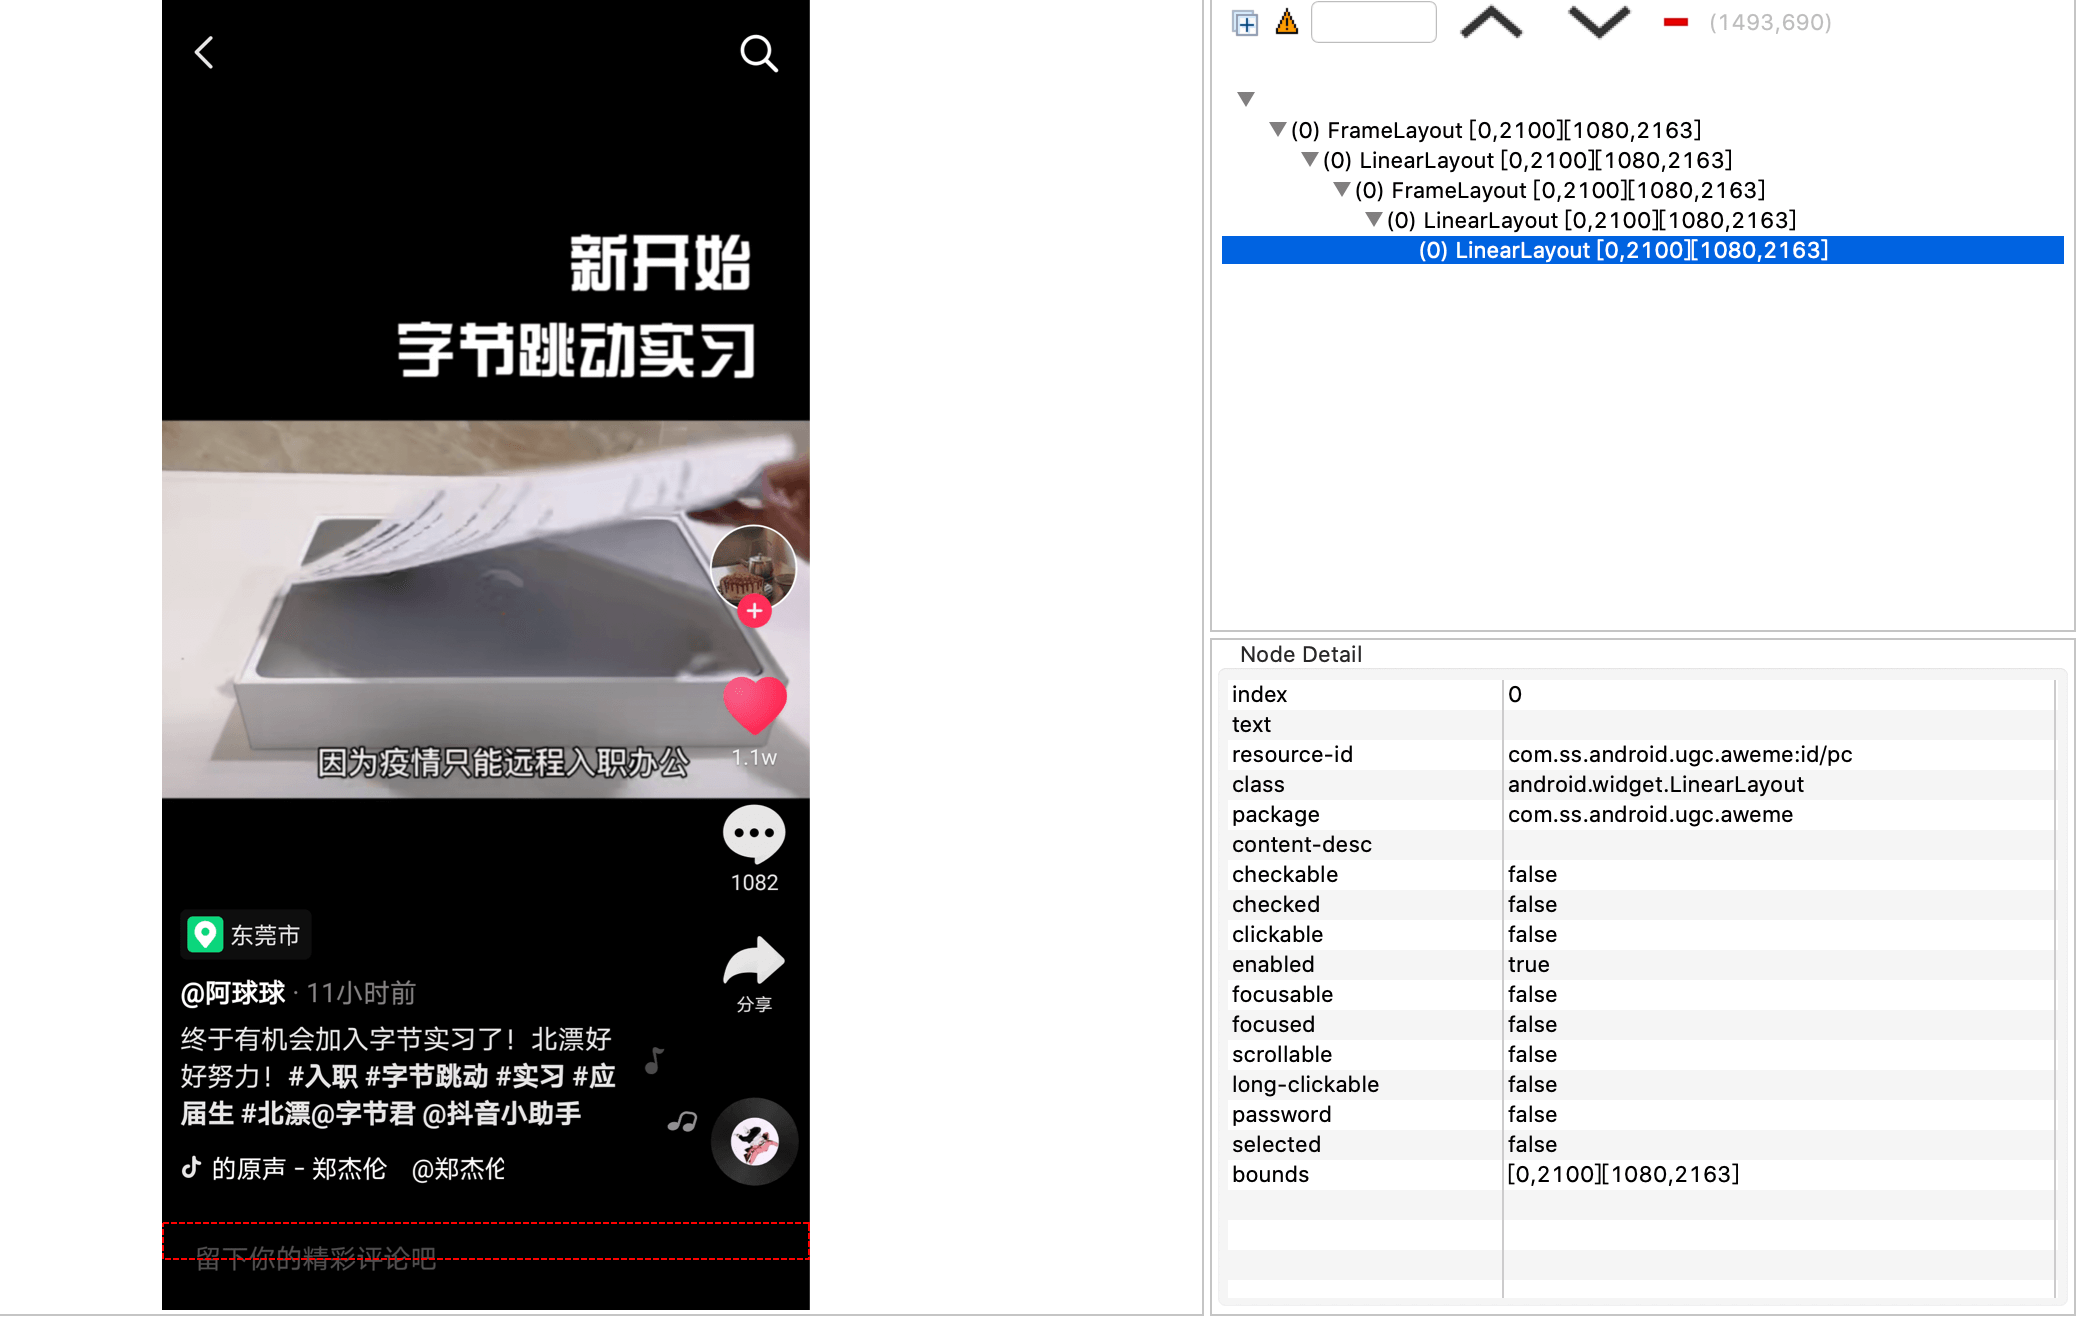 新开始
字节跳动实习
因为疫情只能远程入职办公
1.1w
1082
分享
东莞市
@阿球球 · 11小时前
终于有机会加入字节实习了！北漂好
好努力！#入职 #字节跳动 #实习 #应
届生 #北漂@字节君 @抖音小助手
的原声 - 郑杰伦 @郑杰伦
留下你的精彩评论吧
(1493,690)
(0) FrameLayout [0,2100][1080,2163]
(0) LinearLayout [0,2100][1080,2163]
(0) FrameLayout [0,2100][1080,2163]
(0) LinearLayout [0,2100][1080,2163]
(0) LinearLayout [0,2100][1080,2163]
Node Detail
index 0
text
resource-id com.ss.android.ugc.aweme:id/pc
class android.widget.LinearLayout
package com.ss.android.ugc.aweme
content-desc
checkable false
checked false
clickable false
enabled true
focusable false
focused false
scrollable false
long-clickable false
password false
selected false
bounds [0,2100][1080,2163]